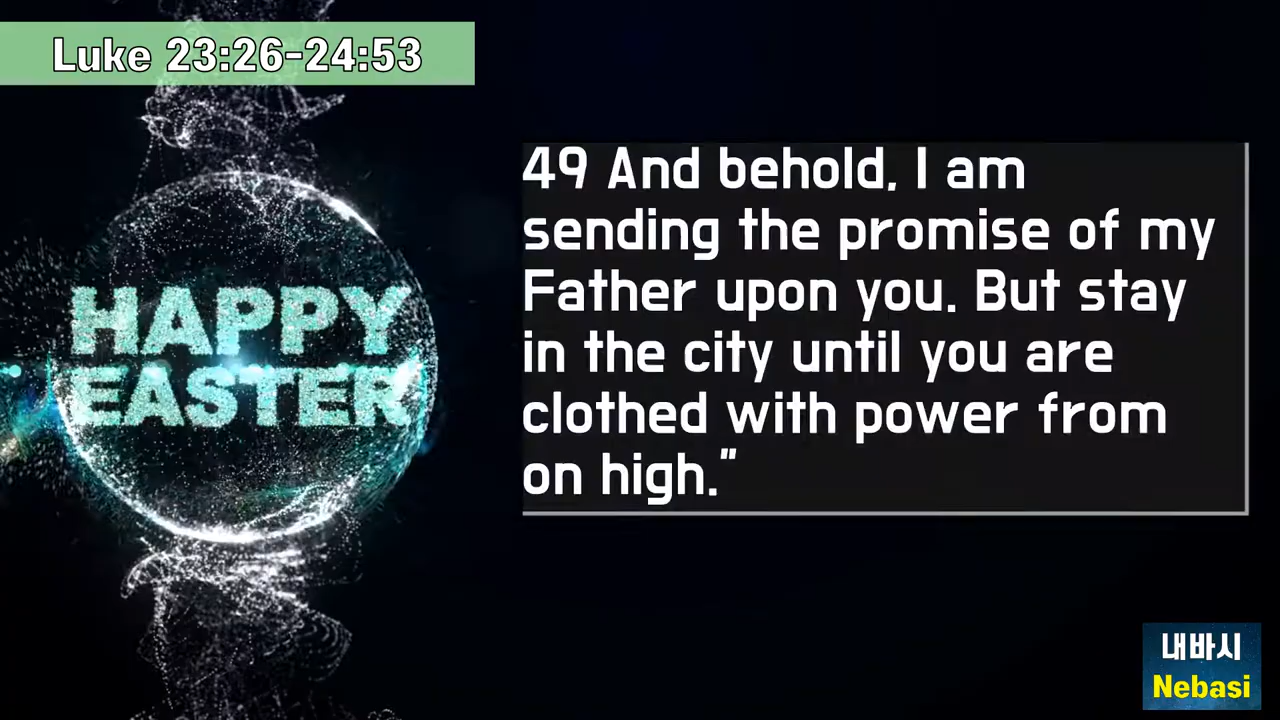 Luke 23:26-24:53
HAPPY
EASTER
49 And behold, I am
sending the promise of my
Father upon you. But stay
in the city until you are
clothed with power from
on high.”
내바시
Nebasi